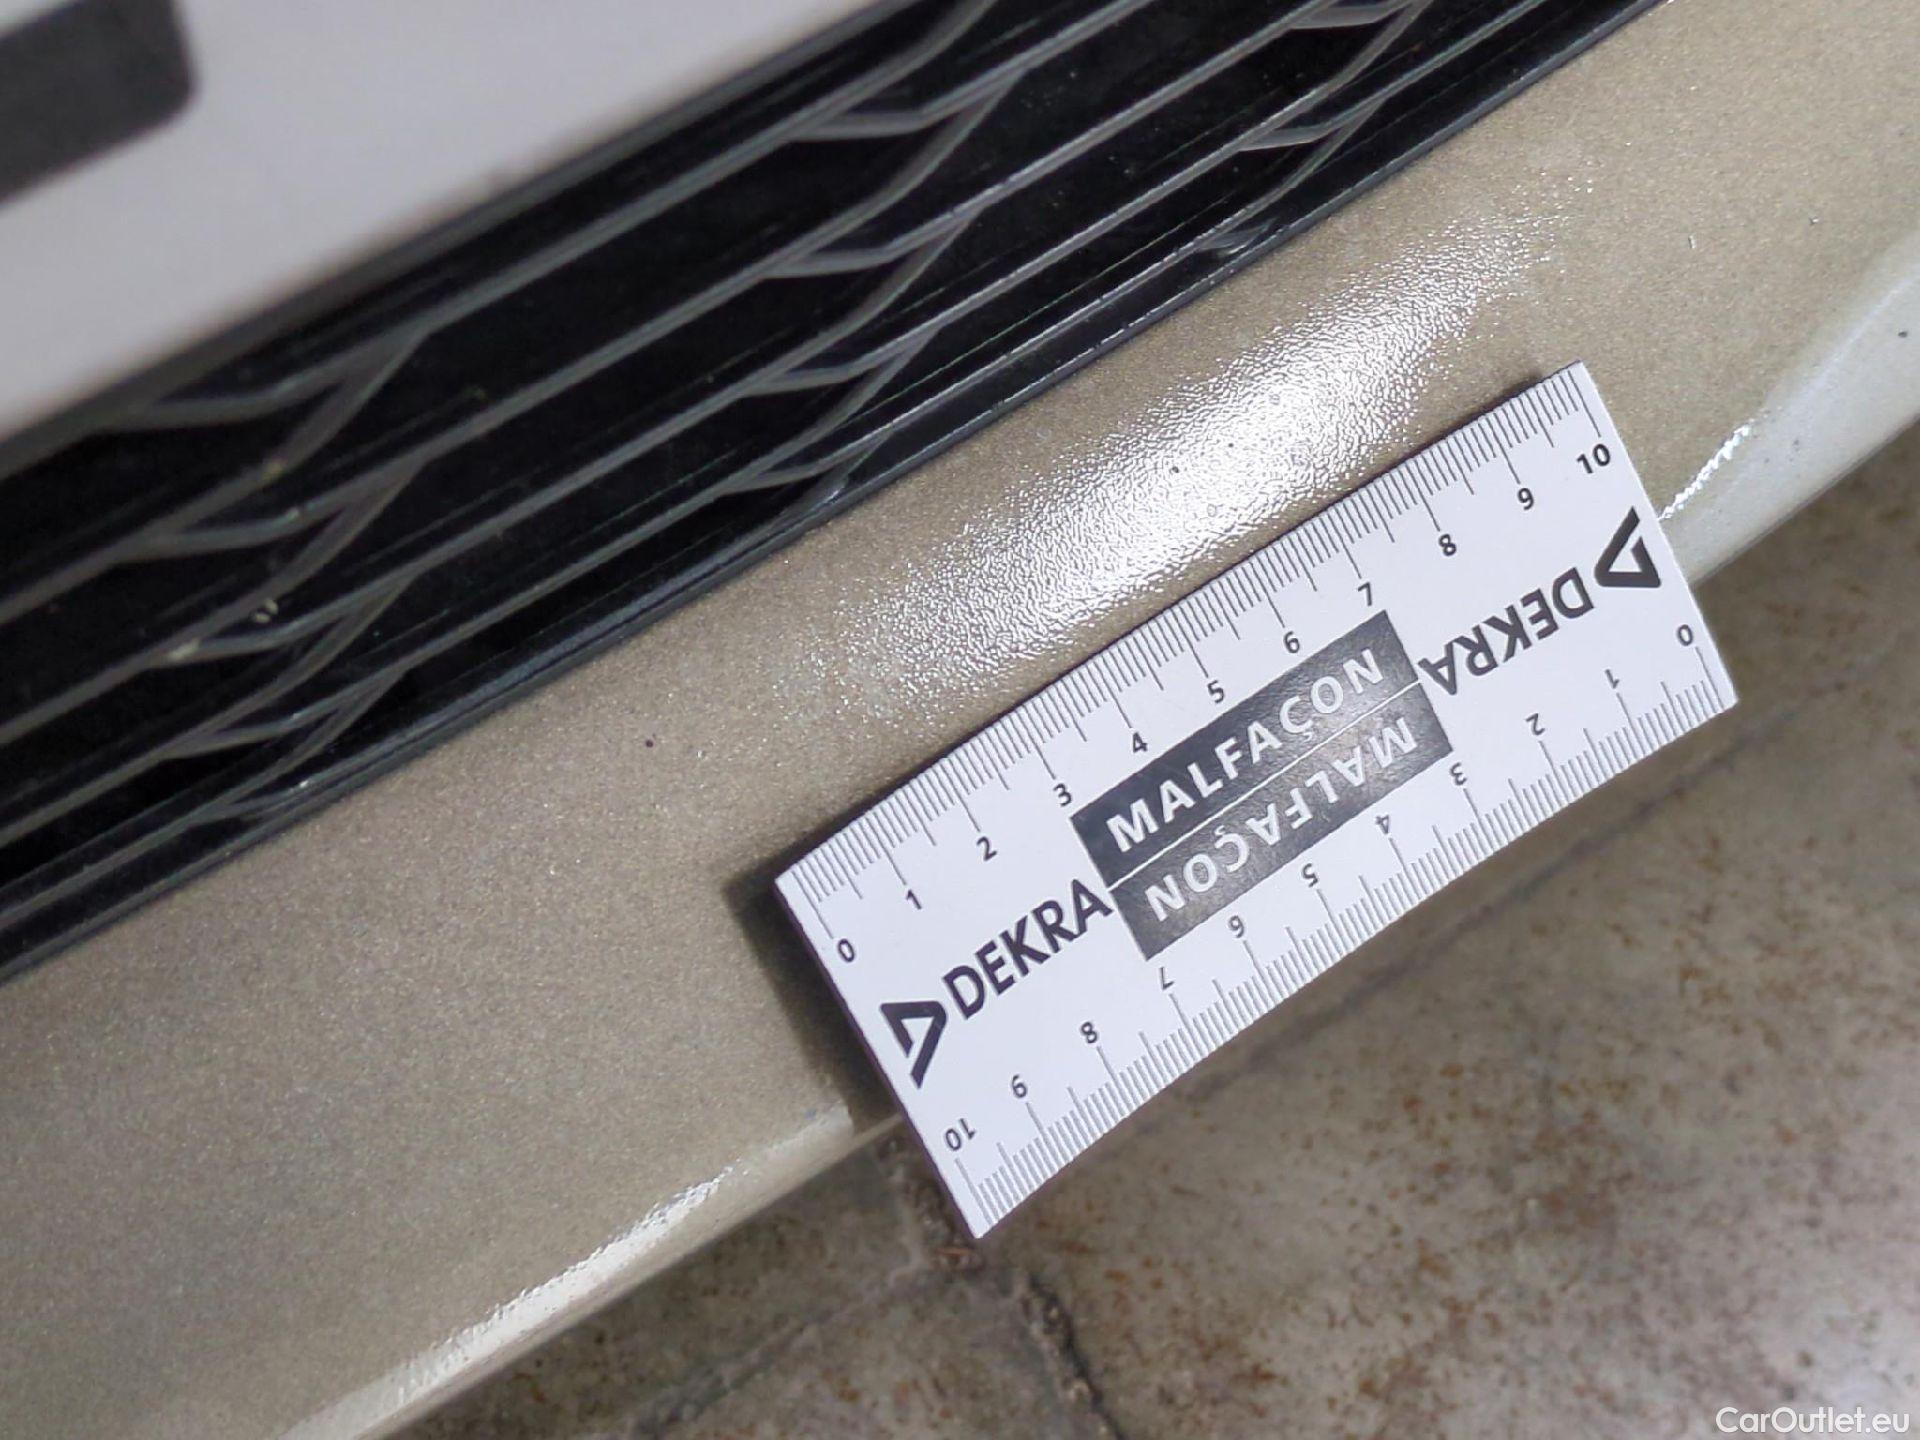 0 1 2 3 4 5 6 7 8 9 10
DEKRA
MALFAÇON
MALFAÇON
DEKRA
10 9 8 7 6 5 4 3 2 1 0
CarOutlet.eu